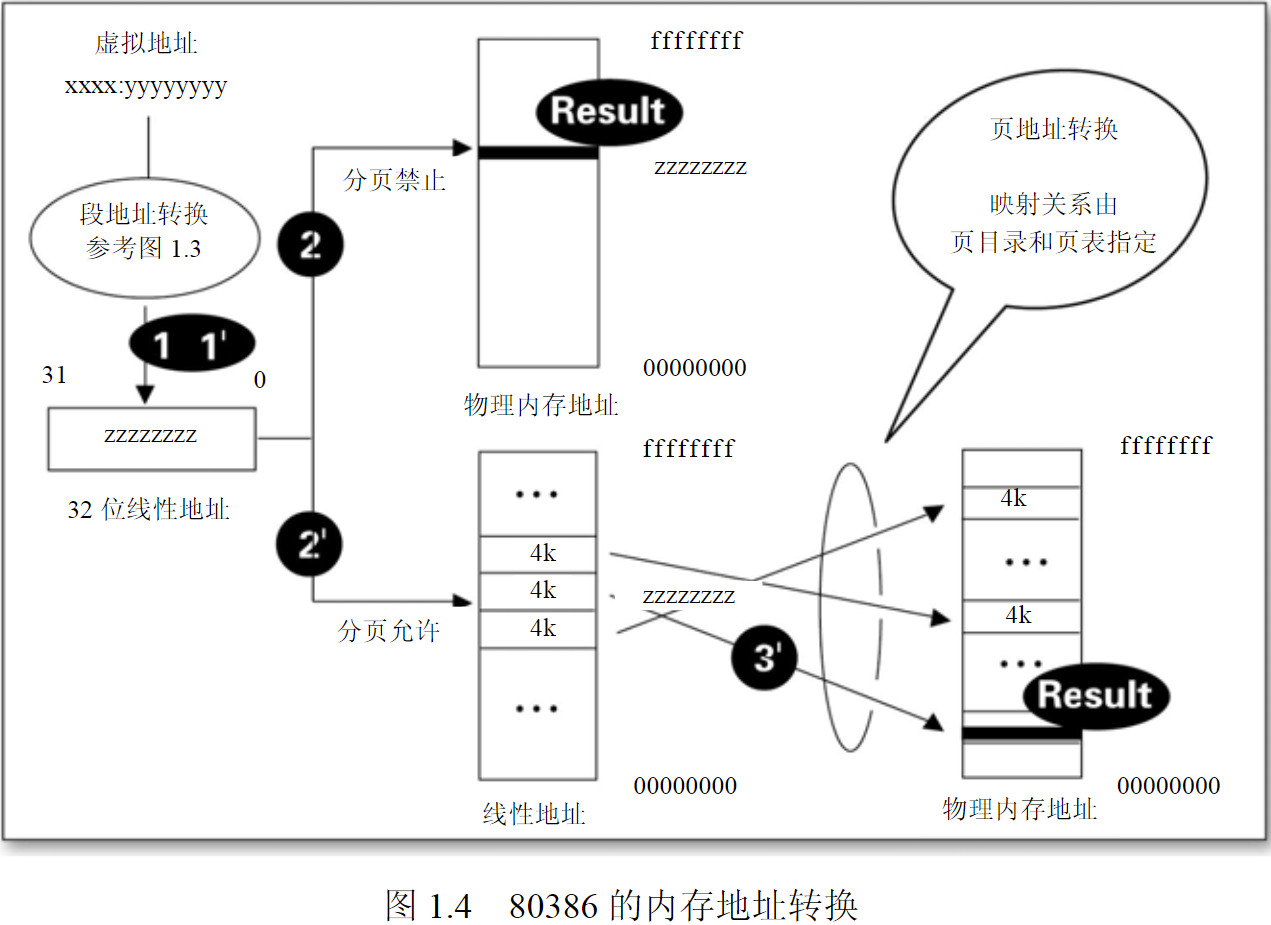 虚拟地址
xxxx:yyyyyyyy
段地址转换
参考图 1.3
1 1'
31
0
zzzzzzzz
32 位线性地址
2
分页禁止
ffffffff
Result
zzzzzzzz
00000000
物理内存地址
2'
分页允许
ffffffff
•••
4k
4k
4k
•••
00000000
线性地址
zzzzzzzz
3'
页地址转换
映射关系由
页目录和页表指定
ffffffff
4k
•••
4k
•••
Result
00000000
物理内存地址
图 1.4 80386 的内存地址转换